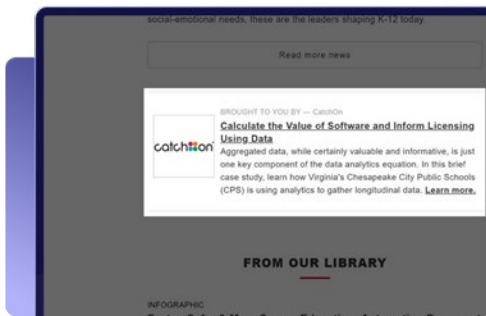 social-emotional needs, these are the leaders shaping K-12 today.
Read more news
BROUGHT TO YOU BY — CatchOn
catchon
Calculate the Value of Software and Inform Licensing
Using Data
Aggregated data, while certainly valuable and informative, is just
one key component of the data analytics equation. In this brief
case study, learn how Virginia's Chesapeake City Public Schools
(CPS) is using analytics to gather longitudinal data. Learn more.
FROM OUR LIBRARY
INFOGRAPHIC